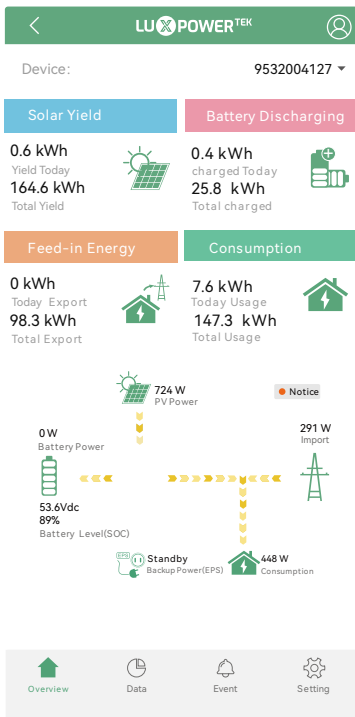 LUXPOWERTEK
Device: 9532004127
Solar Yield
0.6 kWh
Yield Today
164.6 kWh
Total Yield
Battery Discharging
0.4 kWh
charged Today
25.8 kWh
Total charged
Feed-in Energy
0 kWh
Today Export
98.3 kWh
Total Export
Consumption
7.6 kWh
Today Usage
147.3 kWh
Total Usage
724 W
PV Power
Notice
0 W
Battery Power
291 W
Import
53.6Vdc
89%
Battery Level(SOC)
EPS
Standby
Backup Power(EPS)
448 W
Consumption
Overview
Data
Event
Setting